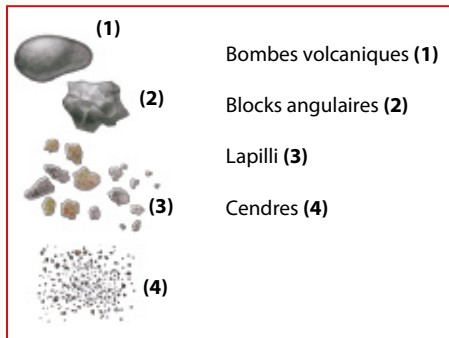 (1)
Bombes volcaniques (1)
(2)
Blocks angulaires (2)
Lapilli (3)
(3)
Cendres (4)
(4)